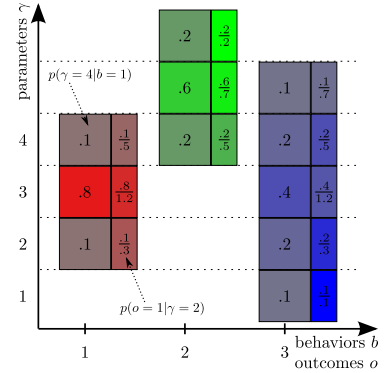 parameters γ
.2 .2/.2
.6 .6/.7 .1 .1/.7
p(γ = 4|b = 1)
4 .1 .1/.5 .2 .2/.5 .2 .2/.5
3 .8 .8/1.2 .4 .4/1.2
2 .1 .1/.3 .2 .2/.3
1 .1 .1/.1
p(o = 1|γ = 2)
1 2 3
behaviors b
outcomes o